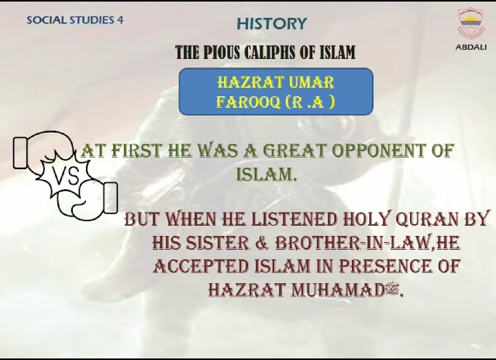 SOCIAL STUDIES 4
HISTORY
ABDALI
THE PIOUS CALIPHS OF ISLAM
HAZRAT UMAR
FAROOQ (R .A )
AT FIRST HE WAS A GREAT OPPONENT OF
ISLAM.
VS
BUT WHEN HE LISTENED HOLY QURAN BY
HIS SISTER & BROTHER-IN-LAW,HE
ACCEPTED ISLAM IN PRESENCE OF
HAZRAT MUHAMADﷺ.